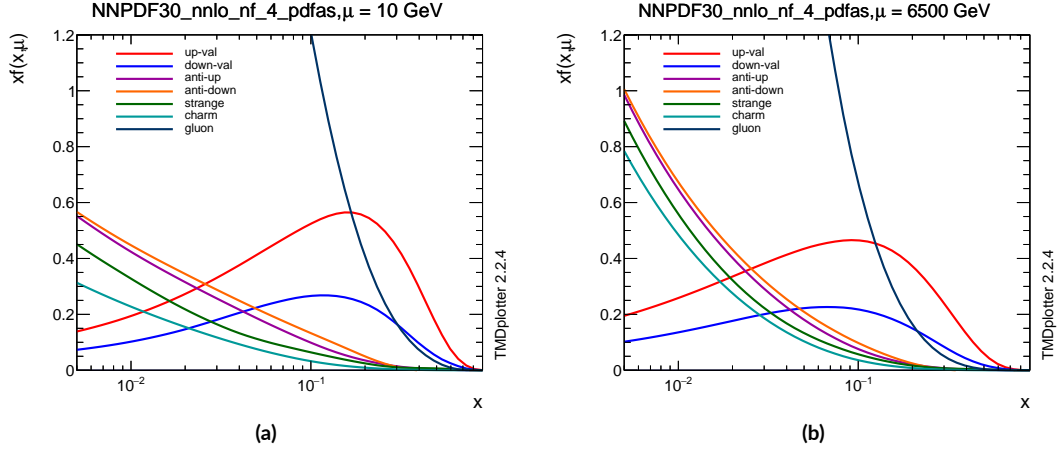 NNPDF30_nnlo_nf_4_pdfas,μ = 10 GeV
xf(x,μ)
1.2
1
0.8
0.6
0.4
0.2
0
up-val
down-val
anti-up
anti-down
strange
charm
gluon
10⁻²
10⁻¹
x
TMDplotter 2.2.4
(a)
NNPDF30_nnlo_nf_4_pdfas,μ = 6500 GeV
xf(x,μ)
1.2
1
0.8
0.6
0.4
0.2
0
up-val
down-val
anti-up
anti-down
strange
charm
gluon
10⁻²
10⁻¹
x
TMDplotter 2.2.4
(b)